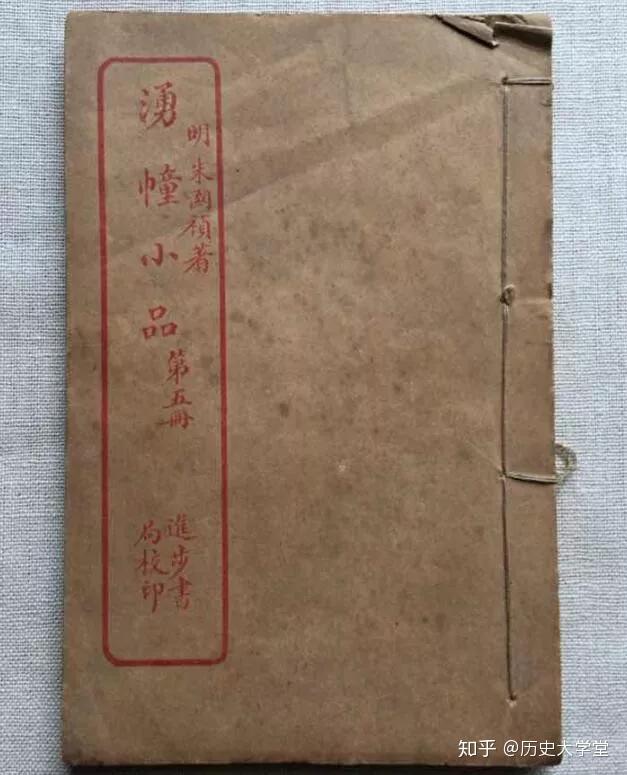 明朱國禎著
湧幢小品
第五冊
進步書
局校印
知乎 @历史大学堂